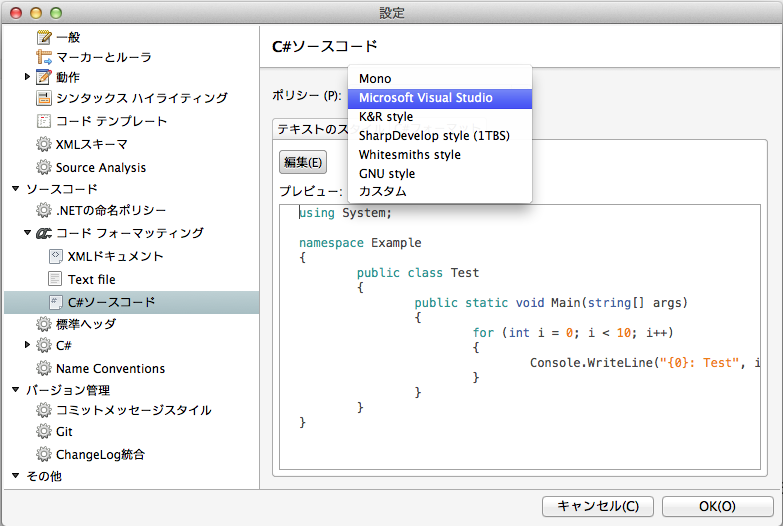 設定
一般
マーカーとルーラ
動作
シンタックス ハイライティング
コード テンプレート
XMLスキーマ
Source Analysis
ソースコード
.NETの命名ポリシー
コード フォーマッティング
XMLドキュメント
Text file
C#ソースコード
標準ヘッダ
C#
Name Conventions
バージョン管理
コミットメッセージスタイル
Git
ChangeLog統合
その他
C#ソースコード
ポリシー (P):
Mono
Microsoft Visual Studio
K&R style
SharpDevelop style (1TBS)
Whitesmiths style
GNU style
カスタム
テキストのス
編集(E)
プレビュー:
using System;
namespace Example
{
public class Test
{
public static void Main(string[] args)
{
for (int i = 0; i < 10; i++)
{
Console.WriteLine("{0}: Test", i
}
}
}
}
キャンセル(C)
OK(O)